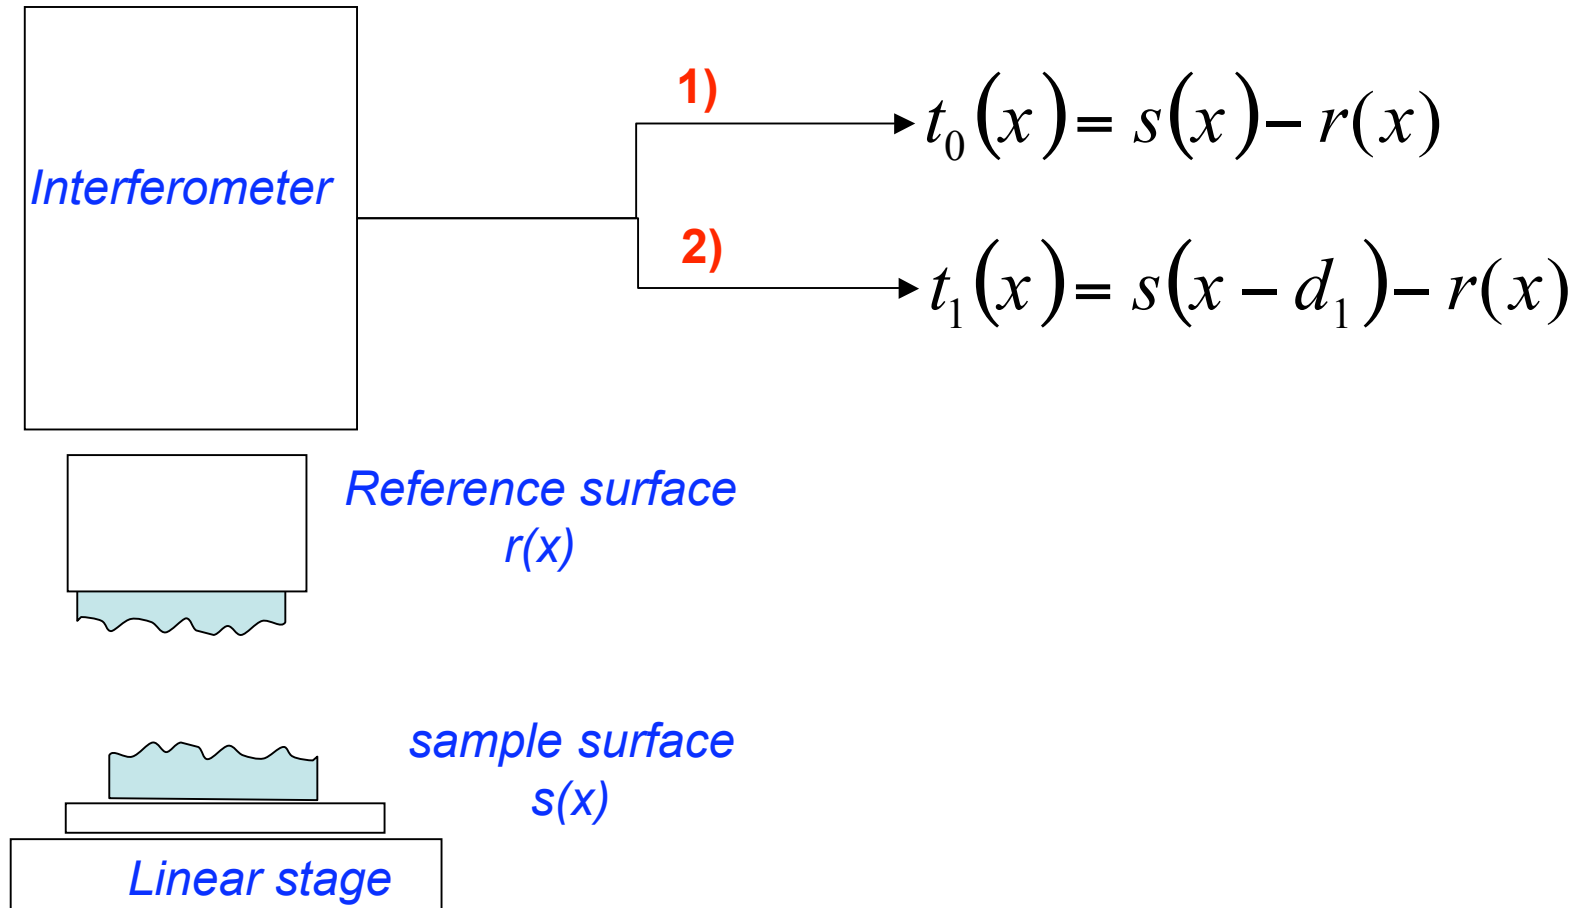 1)
t₀(x) = s(x) − r(x)
Interferometer
2)
t₁(x) = s(x − d₁) − r(x)
Reference surface
r(x)
sample surface
s(x)
Linear stage